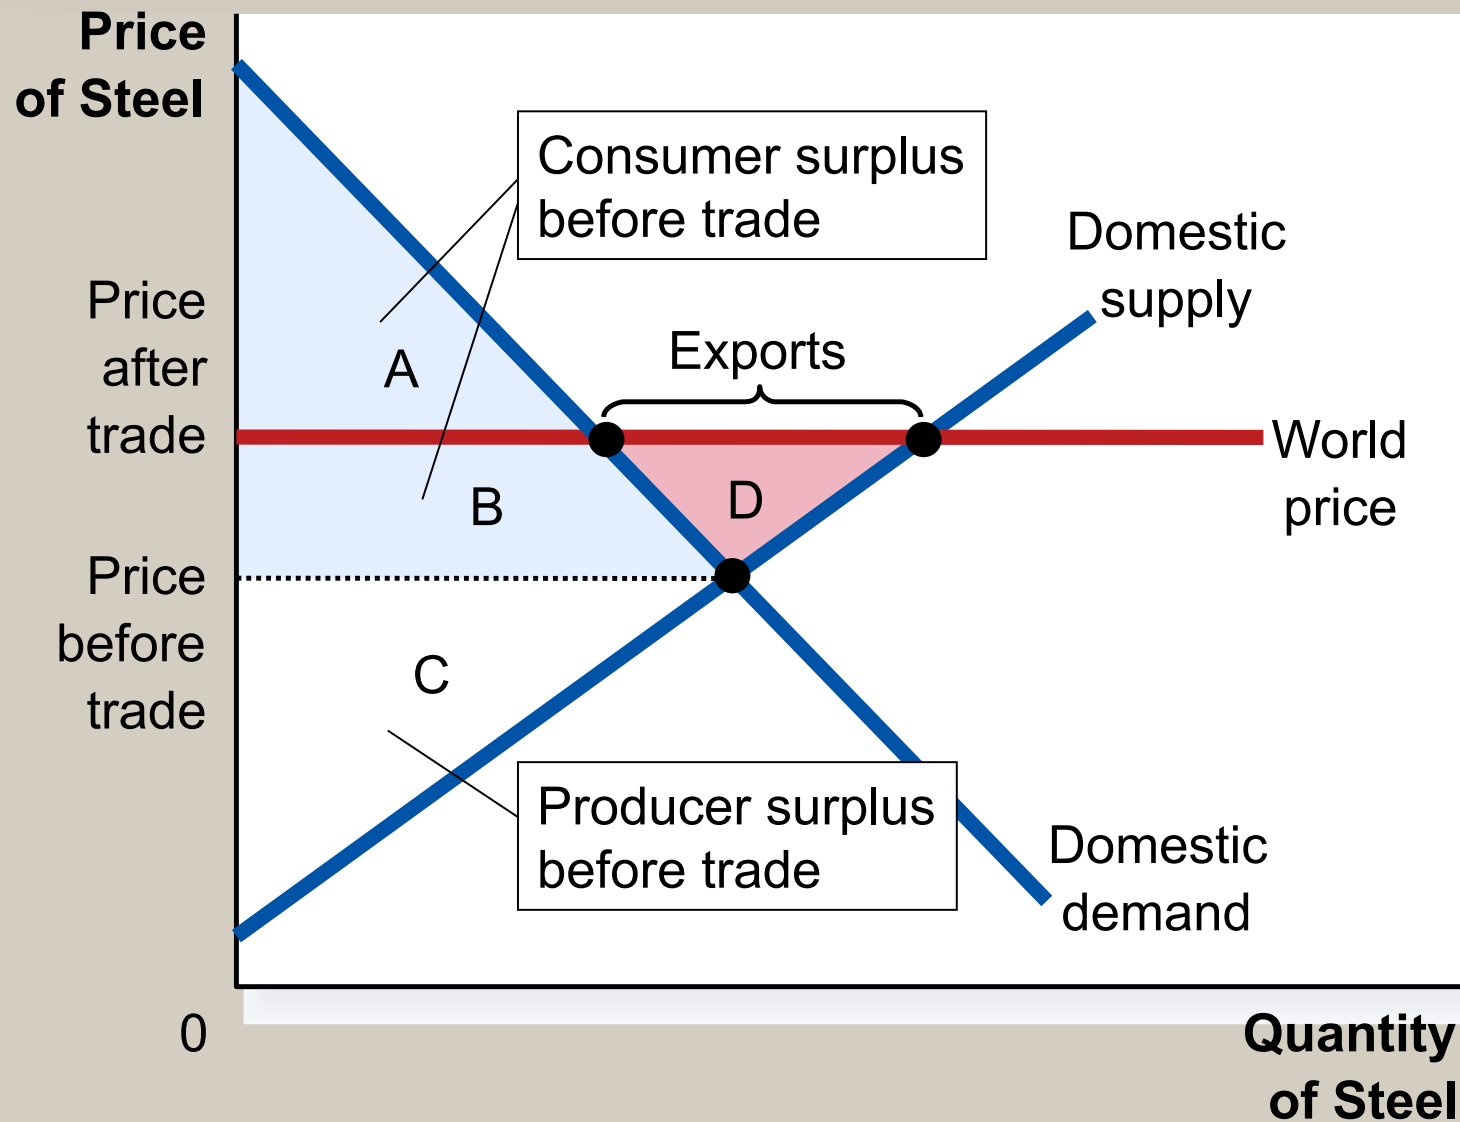 Price
of Steel
Consumer surplus
before trade
Domestic
supply
Price
after
trade
A
Exports
World
price
B
D
Price
before
trade
C
Producer surplus
before trade
Domestic
demand
0
Quantity
of Steel